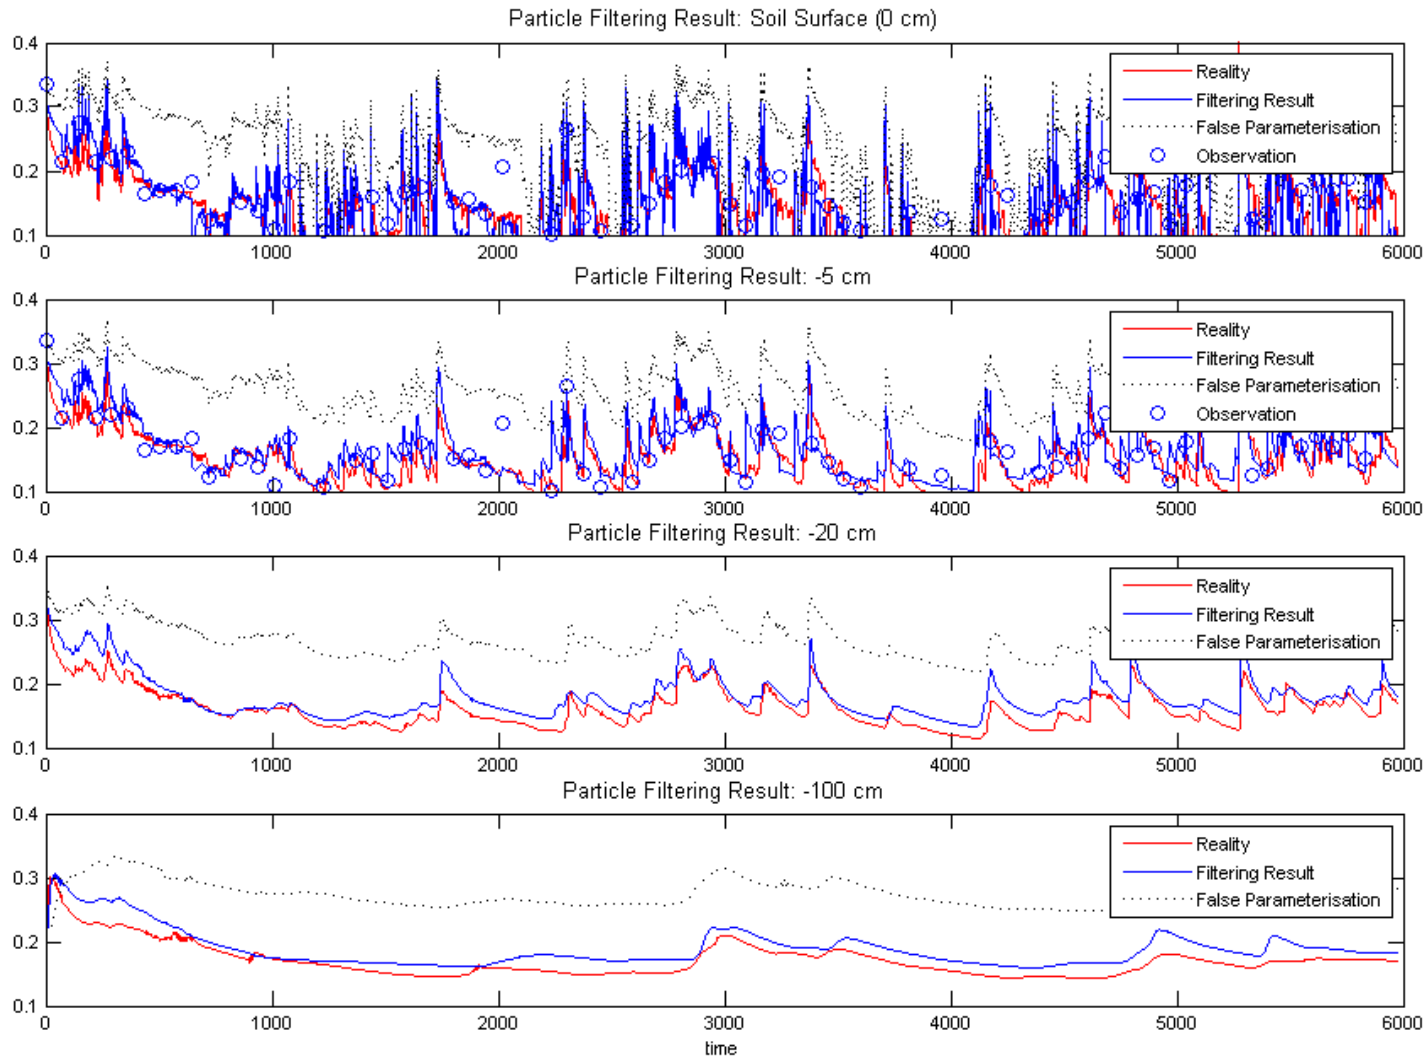 Particle Filtering Result: Soil Surface (0 cm)
0.4
0.3
0.2
0.1
Reality
Filtering Result
False Parameterisation
Observation
0 1000 2000 3000 4000 5000 6000
Particle Filtering Result: -5 cm
0.4
0.3
0.2
0.1
Reality
Filtering Result
False Parameterisation
Observation
0 1000 2000 3000 4000 5000 6000
Particle Filtering Result: -20 cm
0.4
0.3
0.2
0.1
Reality
Filtering Result
False Parameterisation
0 1000 2000 3000 4000 5000 6000
Particle Filtering Result: -100 cm
0.4
0.3
0.2
0.1
Reality
Filtering Result
False Parameterisation
0 1000 2000 3000 4000 5000 6000
time